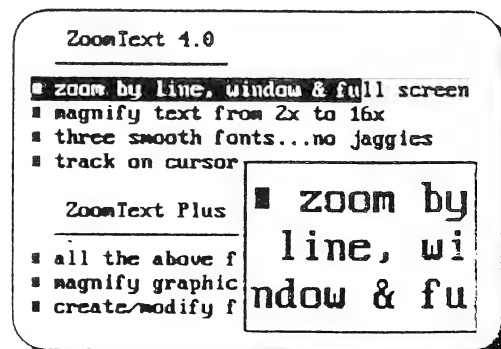 ZoomText 4.0
■ zoom by line, window & full screen
■ magnify text from 2x to 16x
■ three smooth fonts...no jaggies
■ track on cursor
ZoomText Plus
■ all the above f
■ magnify graphic
■ create/modify f
■ zoom by
line, wi
ndow & fu